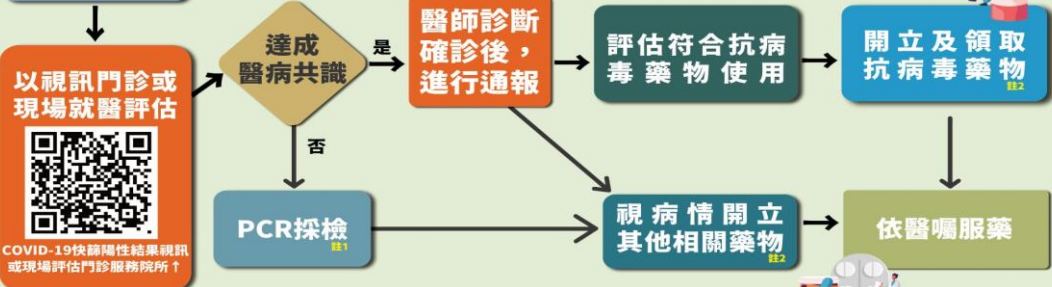 以視訊門診或
現場就醫評估
COVID-19快篩陽性結果視訊
或現場評估門診服務院所↑
達成
醫病共識
是
否
醫師診斷
確診後，
進行通報
評估符合抗病
毒藥物使用
開立及領取
抗病毒藥物
註2
PCR採檢
註1
視病情開立
其他相關藥物
註2
依醫囑服藥